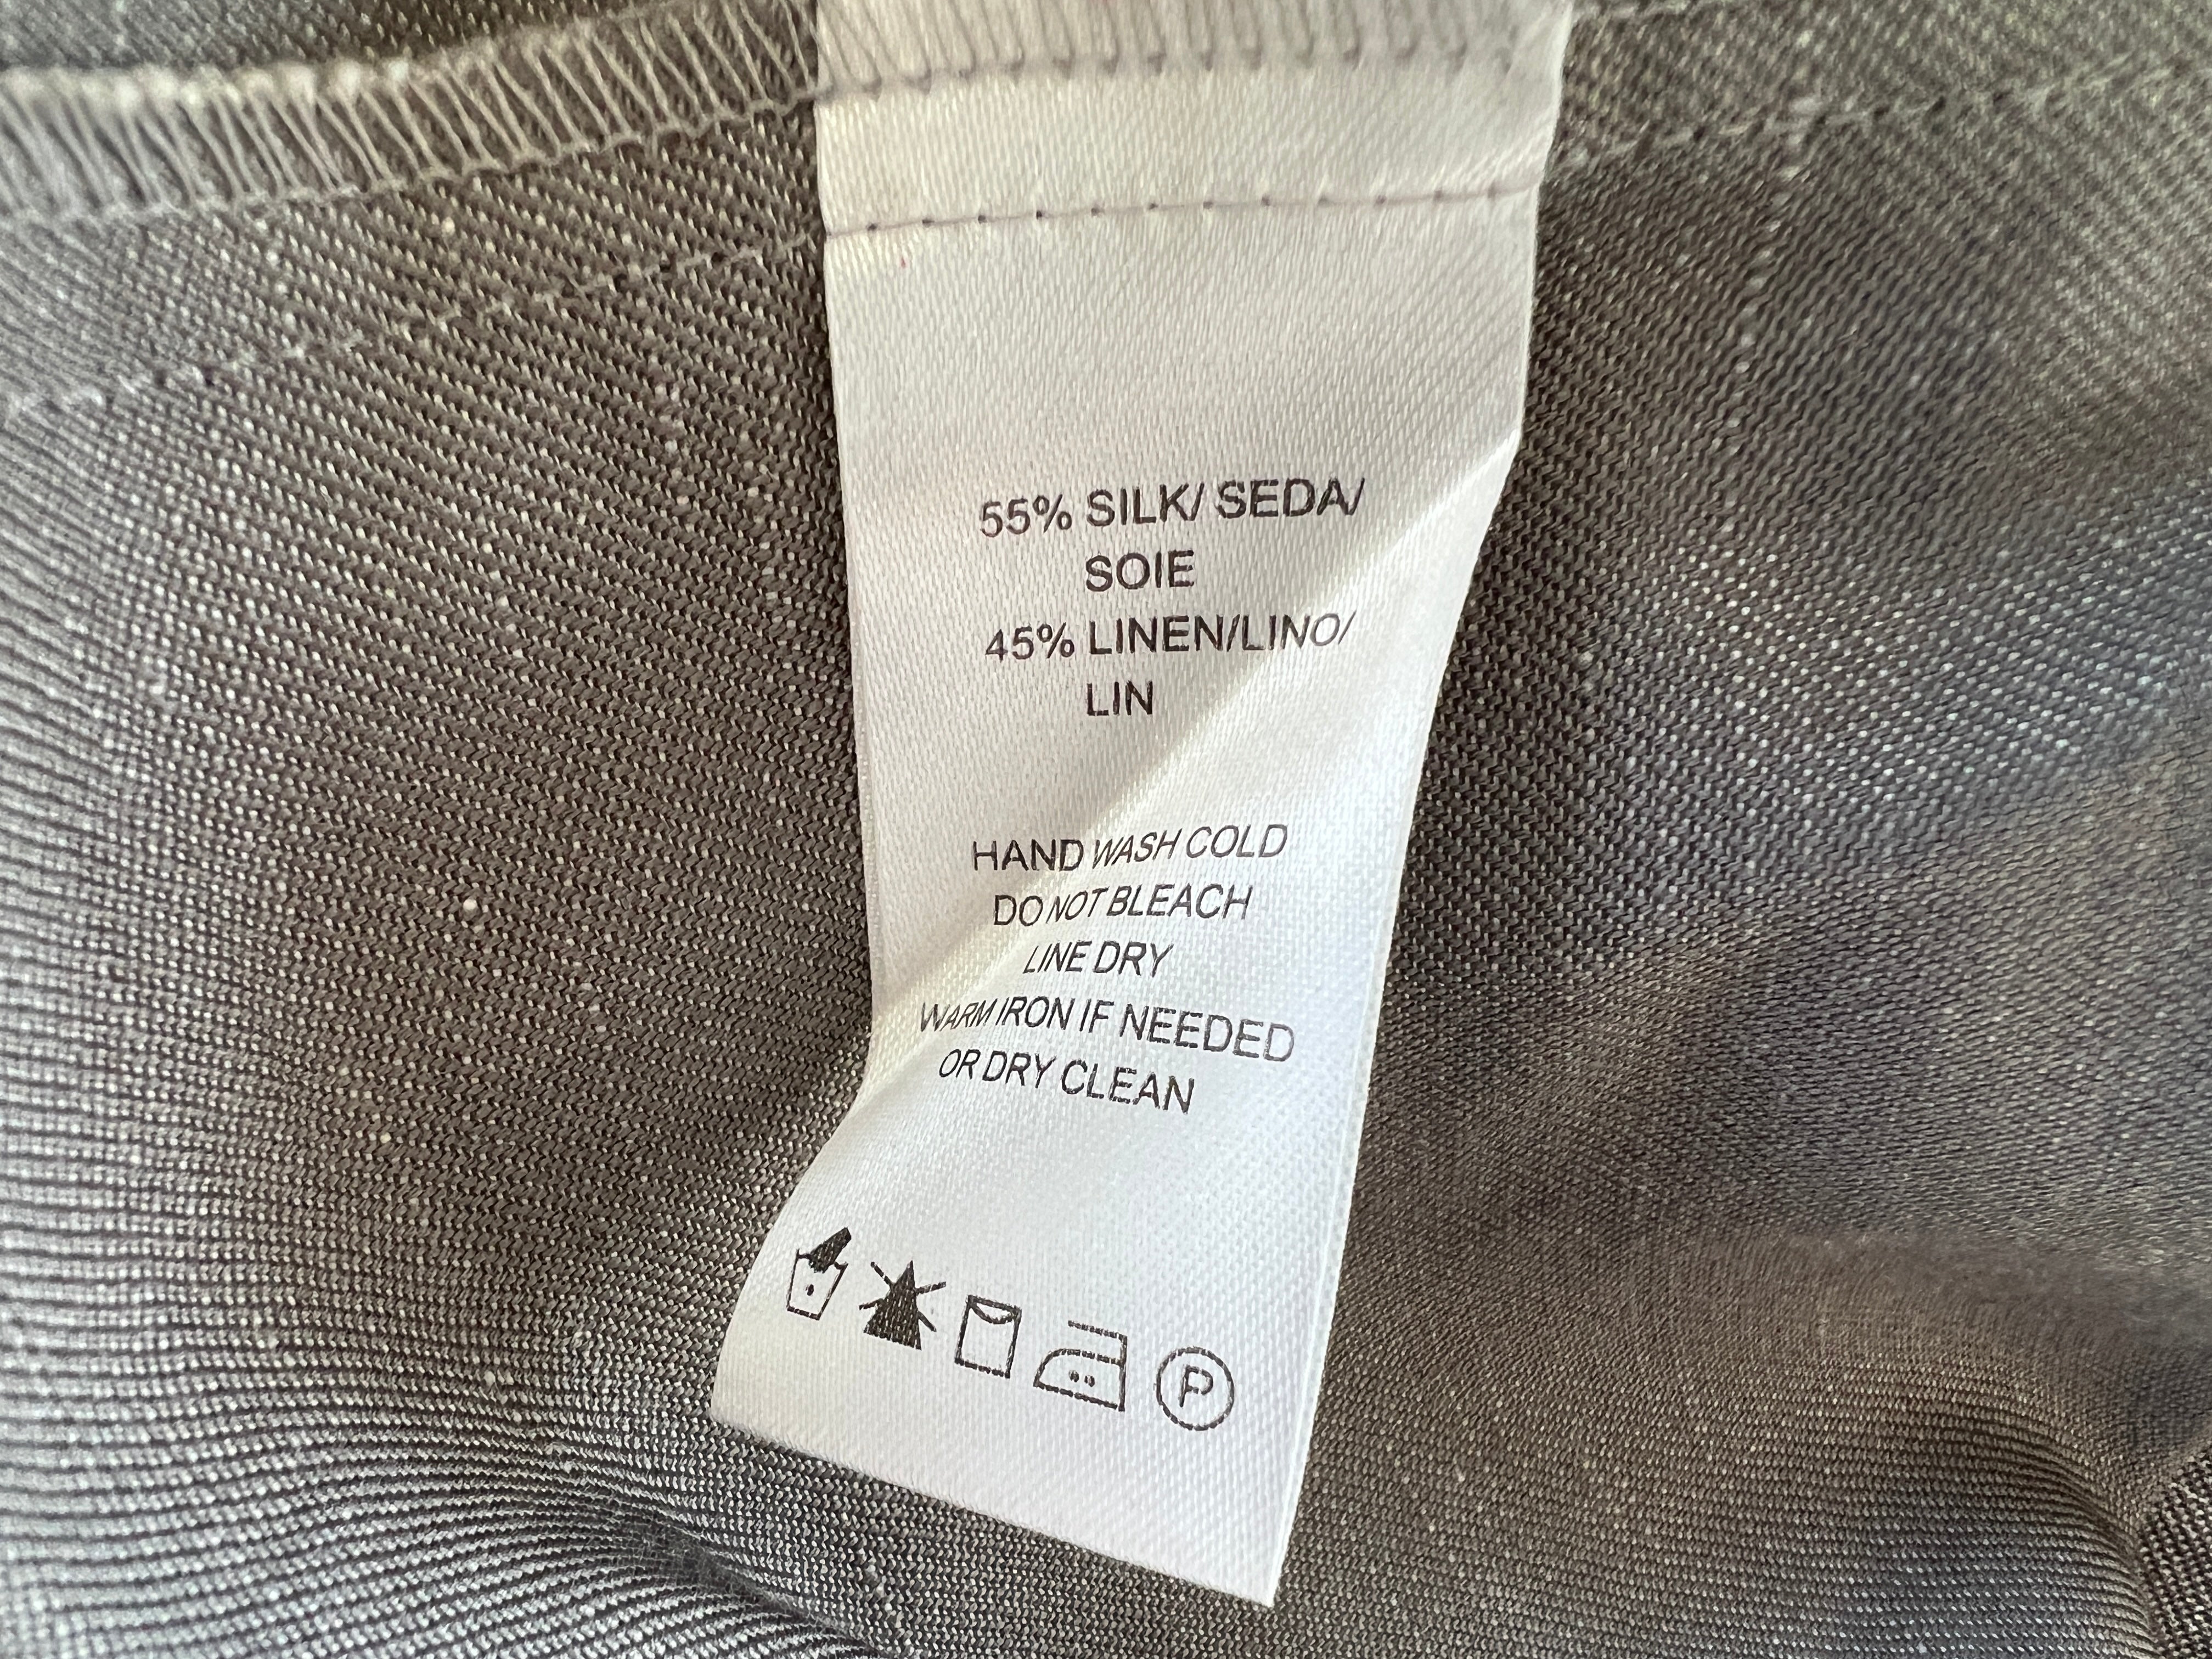 55% SILK/ SEDA/
SOIE
45% LINEN/LINO/
LIN
HAND WASH COLD
DO NOT BLEACH
LINE DRY
WARM IRON IF NEEDED
OR DRY CLEAN
P